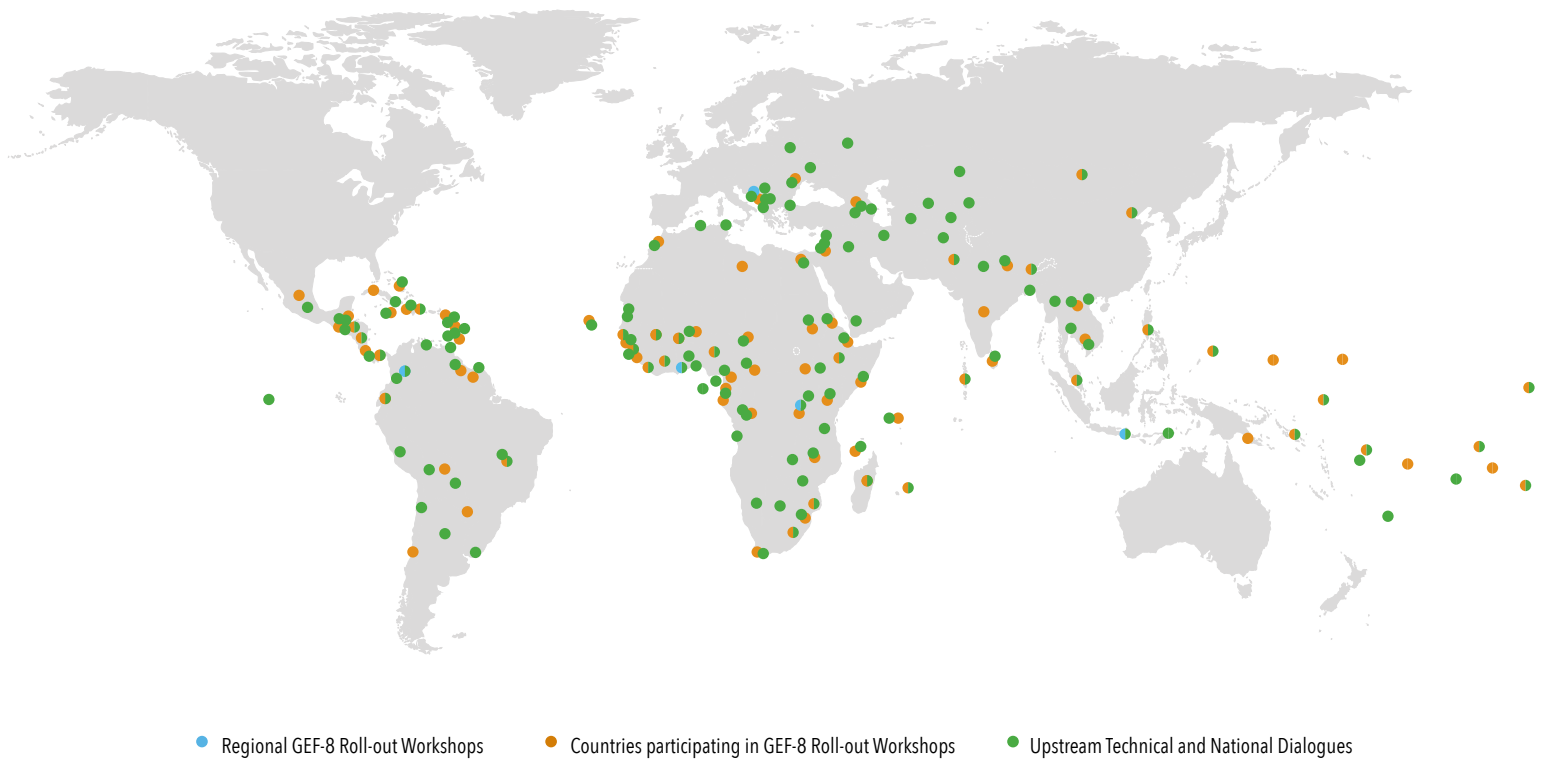 Regional GEF-8 Roll-out Workshops
Countries participating in GEF-8 Roll-out Workshops
Upstream Technical and National Dialogues